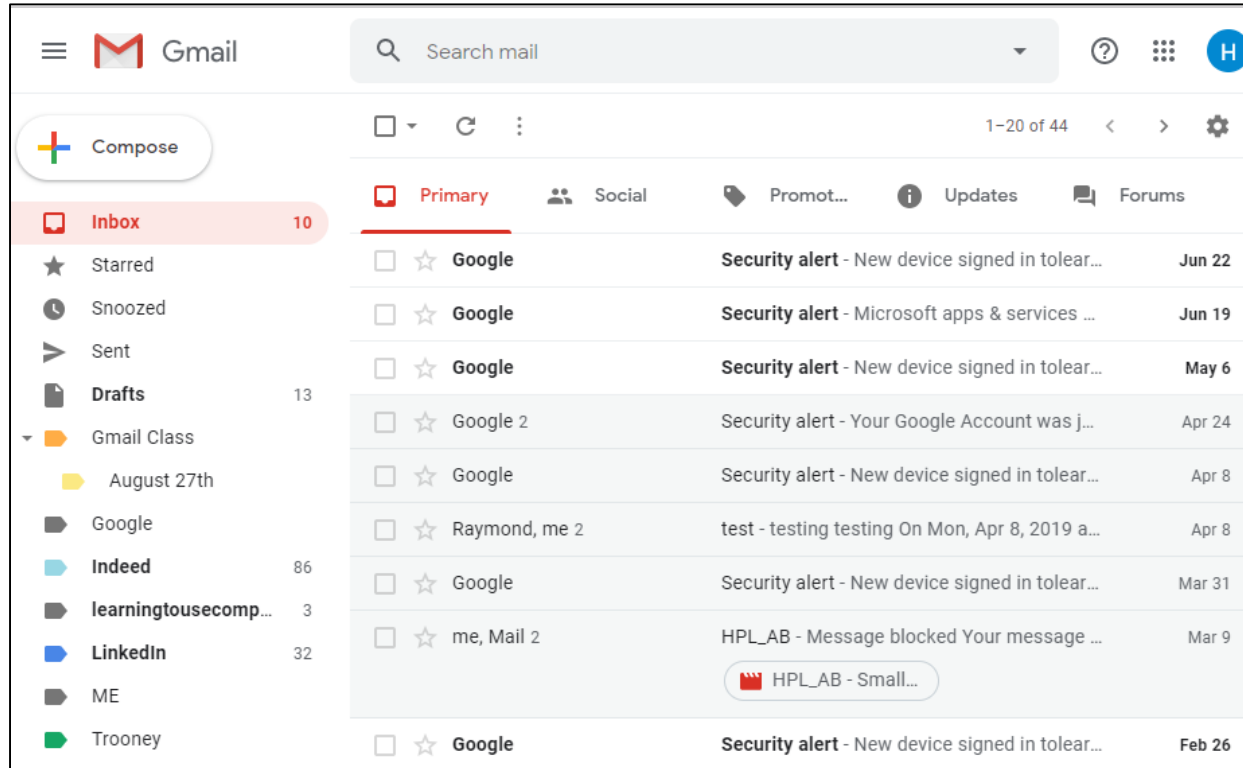 Gmail
Search mail
H
Compose
1–20 of 44
Primary Social Promot... Updates Forums
Inbox 10
Starred
Snoozed
Sent
Drafts 13
Gmail Class
August 27th
Google
Indeed 86
learningtousecomp... 3
LinkedIn 32
ME
Trooney
Google Security alert - New device signed in tolear... Jun 22
Google Security alert - Microsoft apps & services ... Jun 19
Google Security alert - New device signed in tolear... May 6
Google 2 Security alert - Your Google Account was j... Apr 24
Google Security alert - New device signed in tolear... Apr 8
Raymond, me 2 test - testing testing On Mon, Apr 8, 2019 a... Apr 8
Google Security alert - New device signed in tolear... Mar 31
me, Mail 2 HPL_AB - Message blocked Your message ... Mar 9
HPL_AB - Small...
Google Security alert - New device signed in tolear... Feb 26